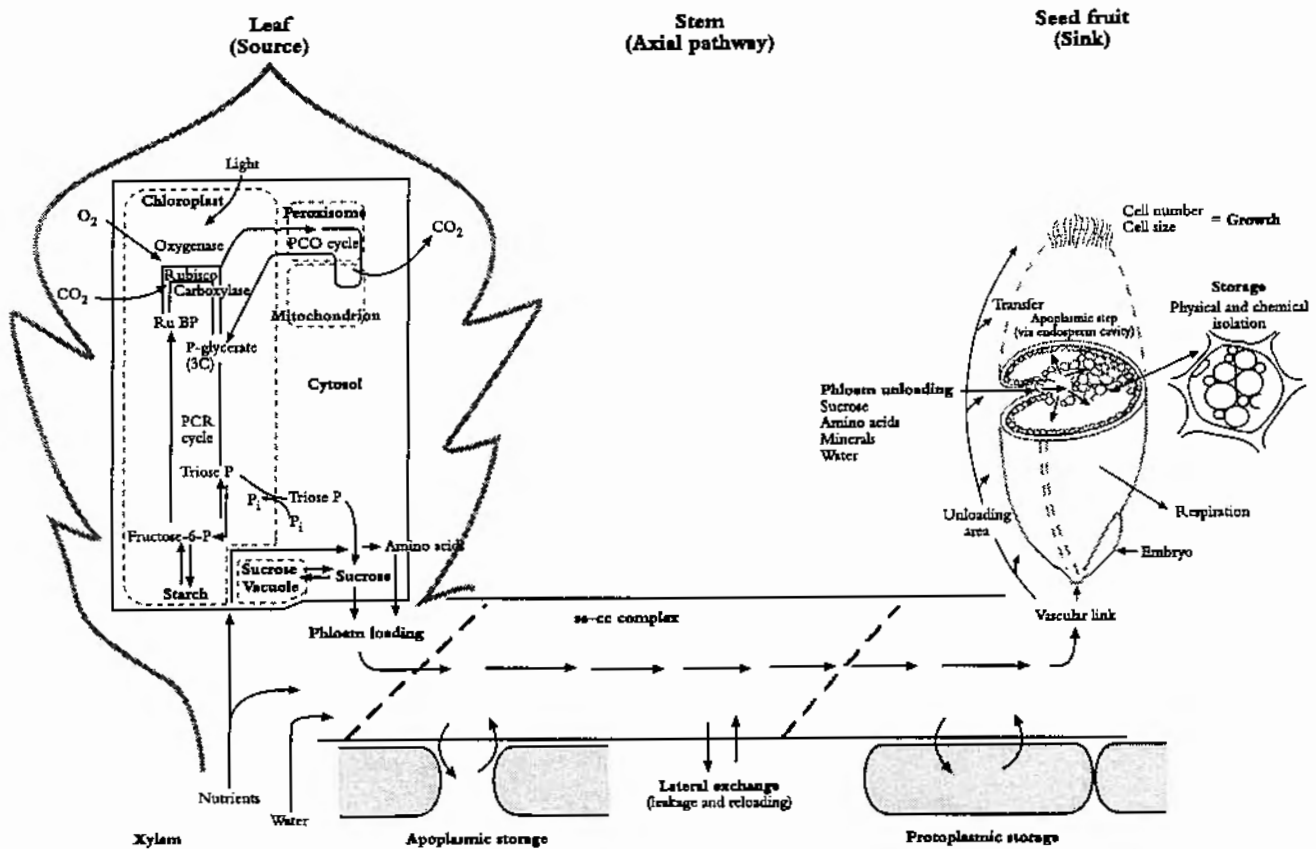 Leaf
(Source)
Stem
(Axial pathway)
Seed fruit
(Sink)
Light
Chloroplast
O2
Oxygenase
Rubisco
Carboxylase
CO2
Ru BP
P-glycerate
(3C)
PCR
cycle
Triose P
Fructose-6-P
Starch
Peroxisome
PCO cycle
CO2
Mitochondrion
Cytosol
Pi
Triose P
Pi
Amino acids
Sucrose
Vacuole
Sucrose
Phloem loading
Nutrients
Water
Xylem
se-cc complex
Apoplasmic storage
Lateral exchange
(leakage and reloading)
Protoplasmic storage
Cell number
Cell size
= Growth
Transfer
Apoplasmic step
(via endosperm cavity)
Storage
Physical and chemical
isolation
Phloem unloading
Sucrose
Amino acids
Minerals
Water
Unloading
area
Respiration
Embryo
Vascular link